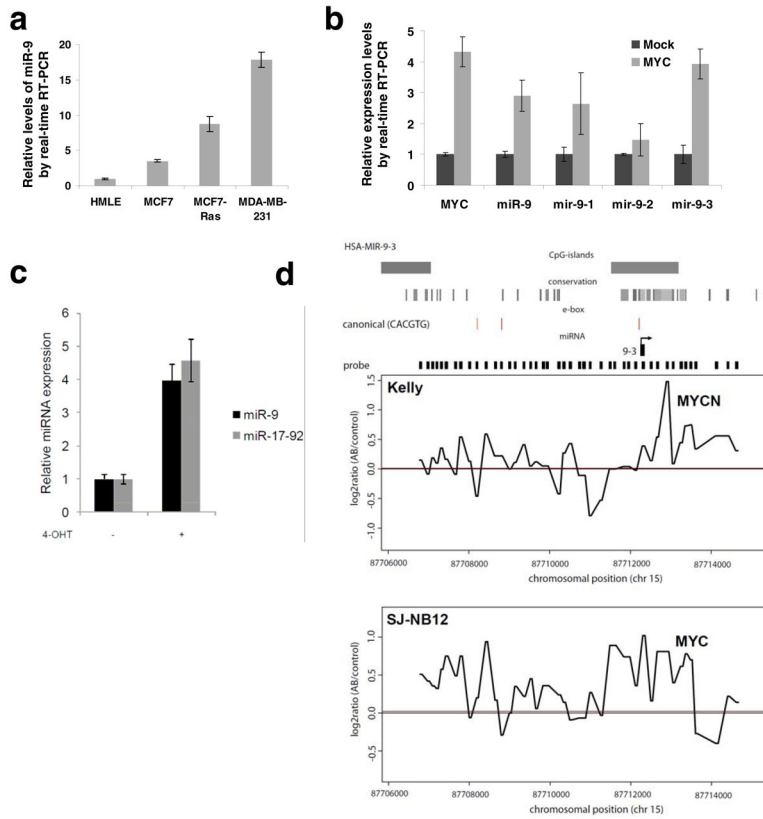 a
Relative levels of miR-9
by real-time RT-PCR
20
15
10
5
0
HMLE
MCF7
MCF7-
Ras
MDA-MB-
231
b
Relative expression levels
by real-time RT-PCR
5
4
3
2
1
0
Mock
MYC
MYC
miR-9
mir-9-1
mir-9-2
mir-9-3
c
Relative miRNA expression
6
5
4
3
2
1
0
miR-9
miR-17-92
4-OHT
-
+
d
HSA-MIR-9-3
CpG-islands
conservation
e-box
canonical (CACGTG)
miRNA
9-3
probe
Kelly
MYCN
log2ratio (AB/control)
1.5
1.0
0.5
0.0
-0.5
-1.0
87706000
87708000
87710000
87712000
87714000
chromosomal position (chr 15)
SJ-NB12
MYC
log2ratio (AB/control)
1.0
0.5
0.0
-0.5
87706000
87708000
87710000
87712000
87714000
chromosomal position (chr 15)